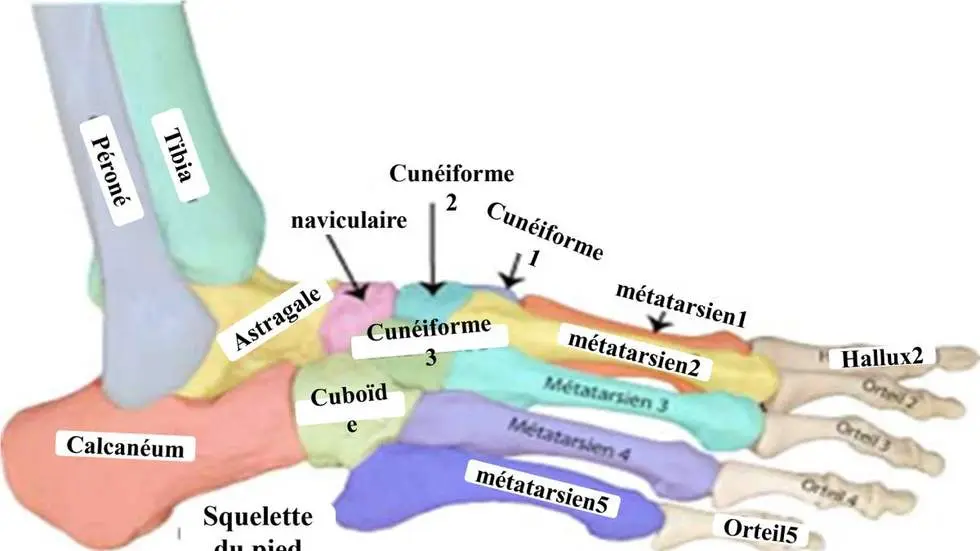 Péroné
Tibia
Cunéiforme
2
naviculaire
Cunéiforme
1
métatarsien1
Astragale
Cunéiforme
3
métatarsien2
Hallux2
Cuboïd
e
Métatarsien 3
Orteil 2
Calcanéum
Métatarsien 4
Orteil 3
métatarsien5
Orteil 4
Squelette
du pied
Orteil5